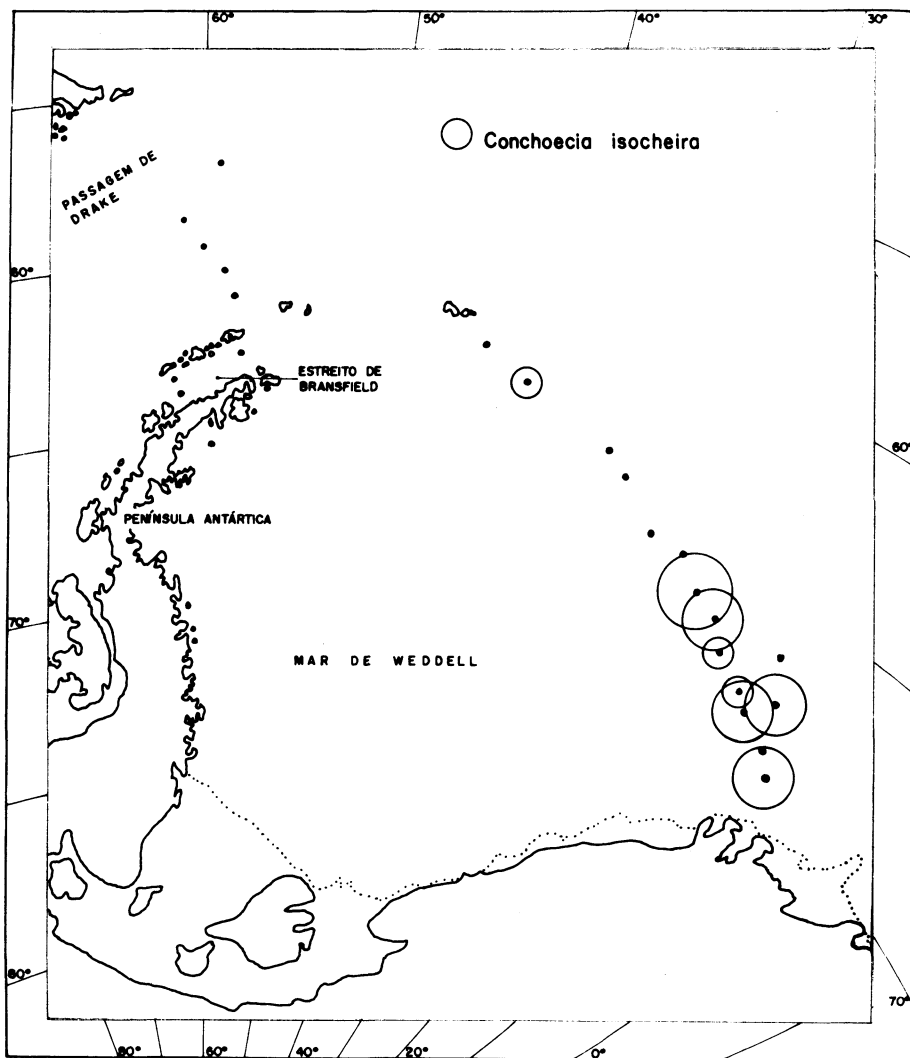 60° 50° 40° 30°
Conchoecia isocheira
PASSAGEM DE
DRAKE
60°
ESTREITO DE
BRANSFIELD
60°
PENÍNSULA ANTÁRTICA
70°
MAR DE WEDDELL
80°
70°
80° 60° 40° 20° 0°